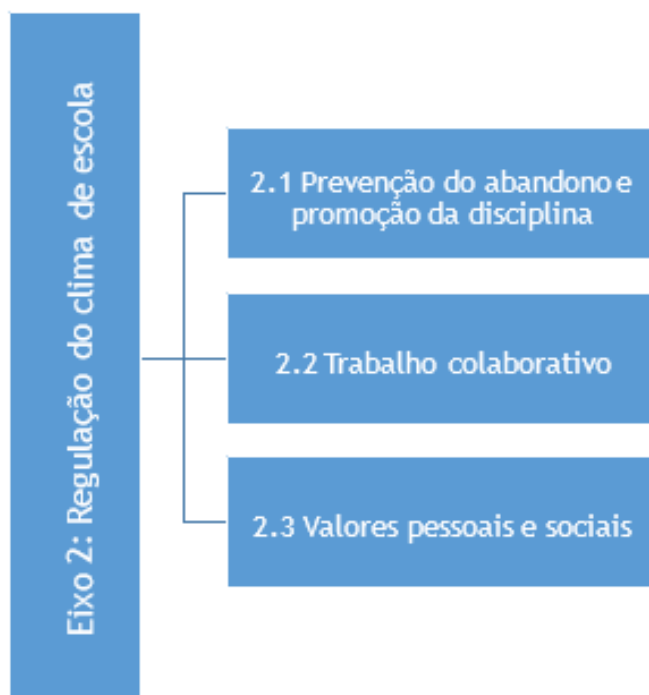 Eixo 2: Regulação do clima de escola
2.1 Prevenção do abandono e
promoção da disciplina
2.2 Trabalho colaborativo
2.3 Valores pessoais e sociais